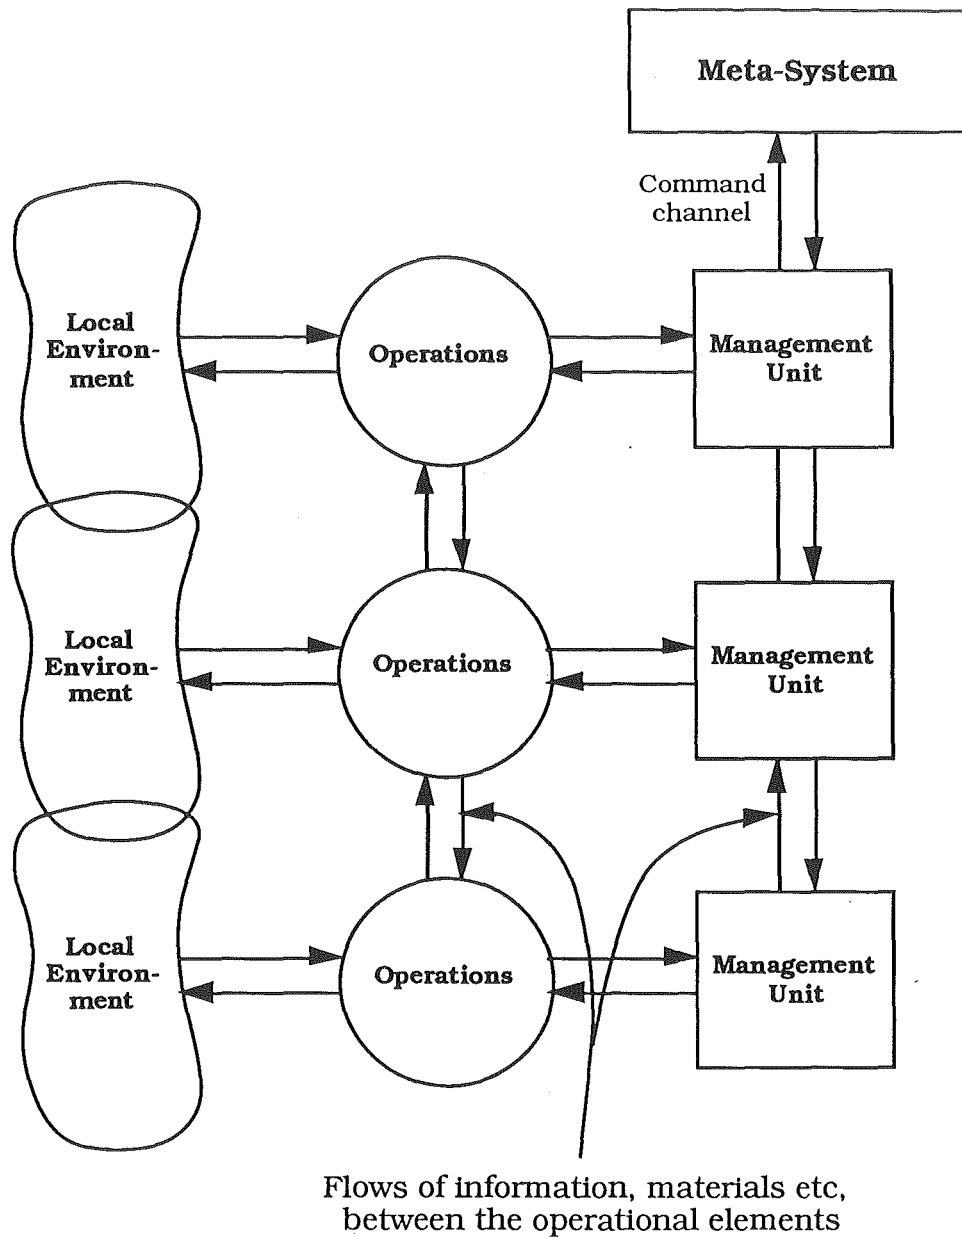 Meta-System
Command
channel
Local
Environ-
ment
Operations
Management
Unit
Local
Environ-
ment
Operations
Management
Unit
Local
Environ-
ment
Operations
Management
Unit
Flows of information, materials etc,
between the operational elements